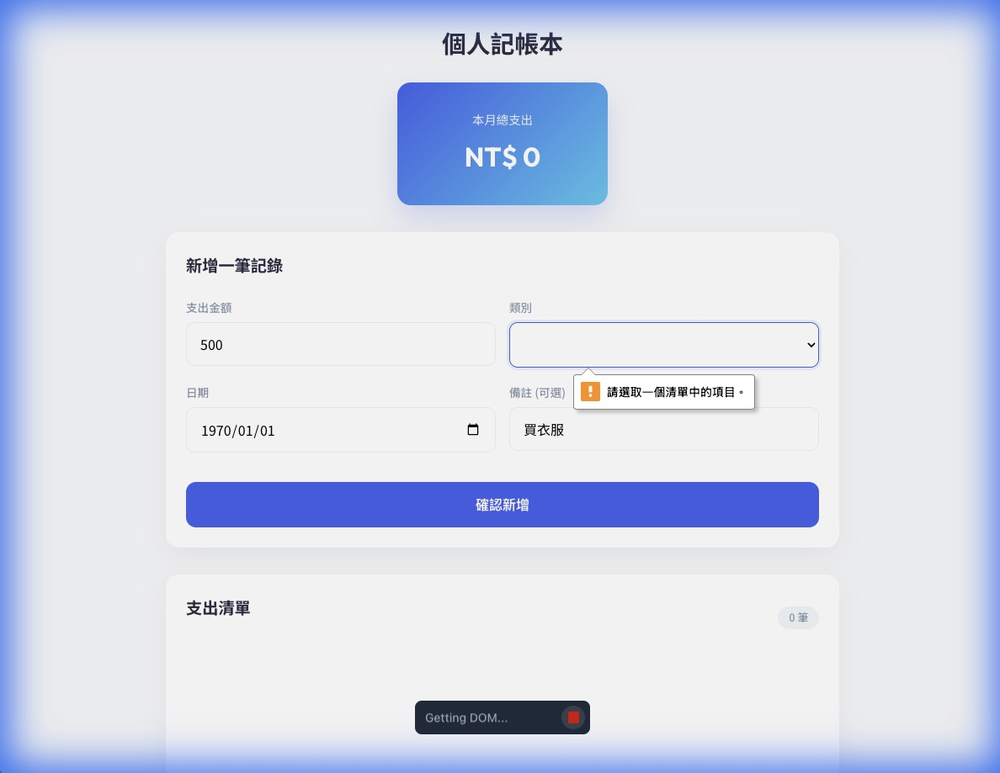 個人記帳本
本月總支出
NT$ 0
新增一筆記錄
支出金額
類別
500
請選取一個清單中的項目。
日期
備註 (可選)
1970/01/01
買衣服
確認新增
支出清單
0 筆
Getting DOM...